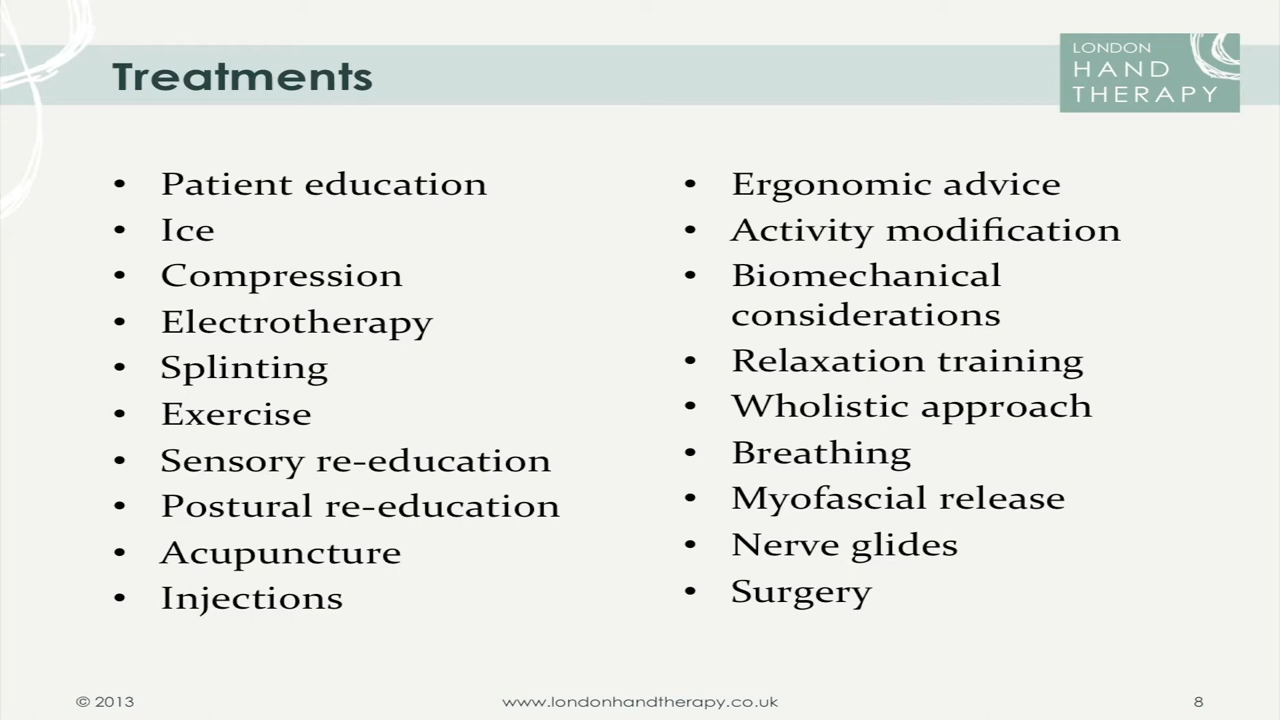 Treatments
LONDON
HAND
THERAPY
• Patient education
• Ice
• Compression
• Electrotherapy
• Splinting
• Exercise
• Sensory re-education
• Postural re-education
• Acupuncture
• Injections
• Ergonomic advice
• Activity modification
• Biomechanical
considerations
• Relaxation training
• Wholistic approach
• Breathing
• Myofascial release
• Nerve glides
• Surgery
© 2013
www.londonhandtherapy.co.uk
8